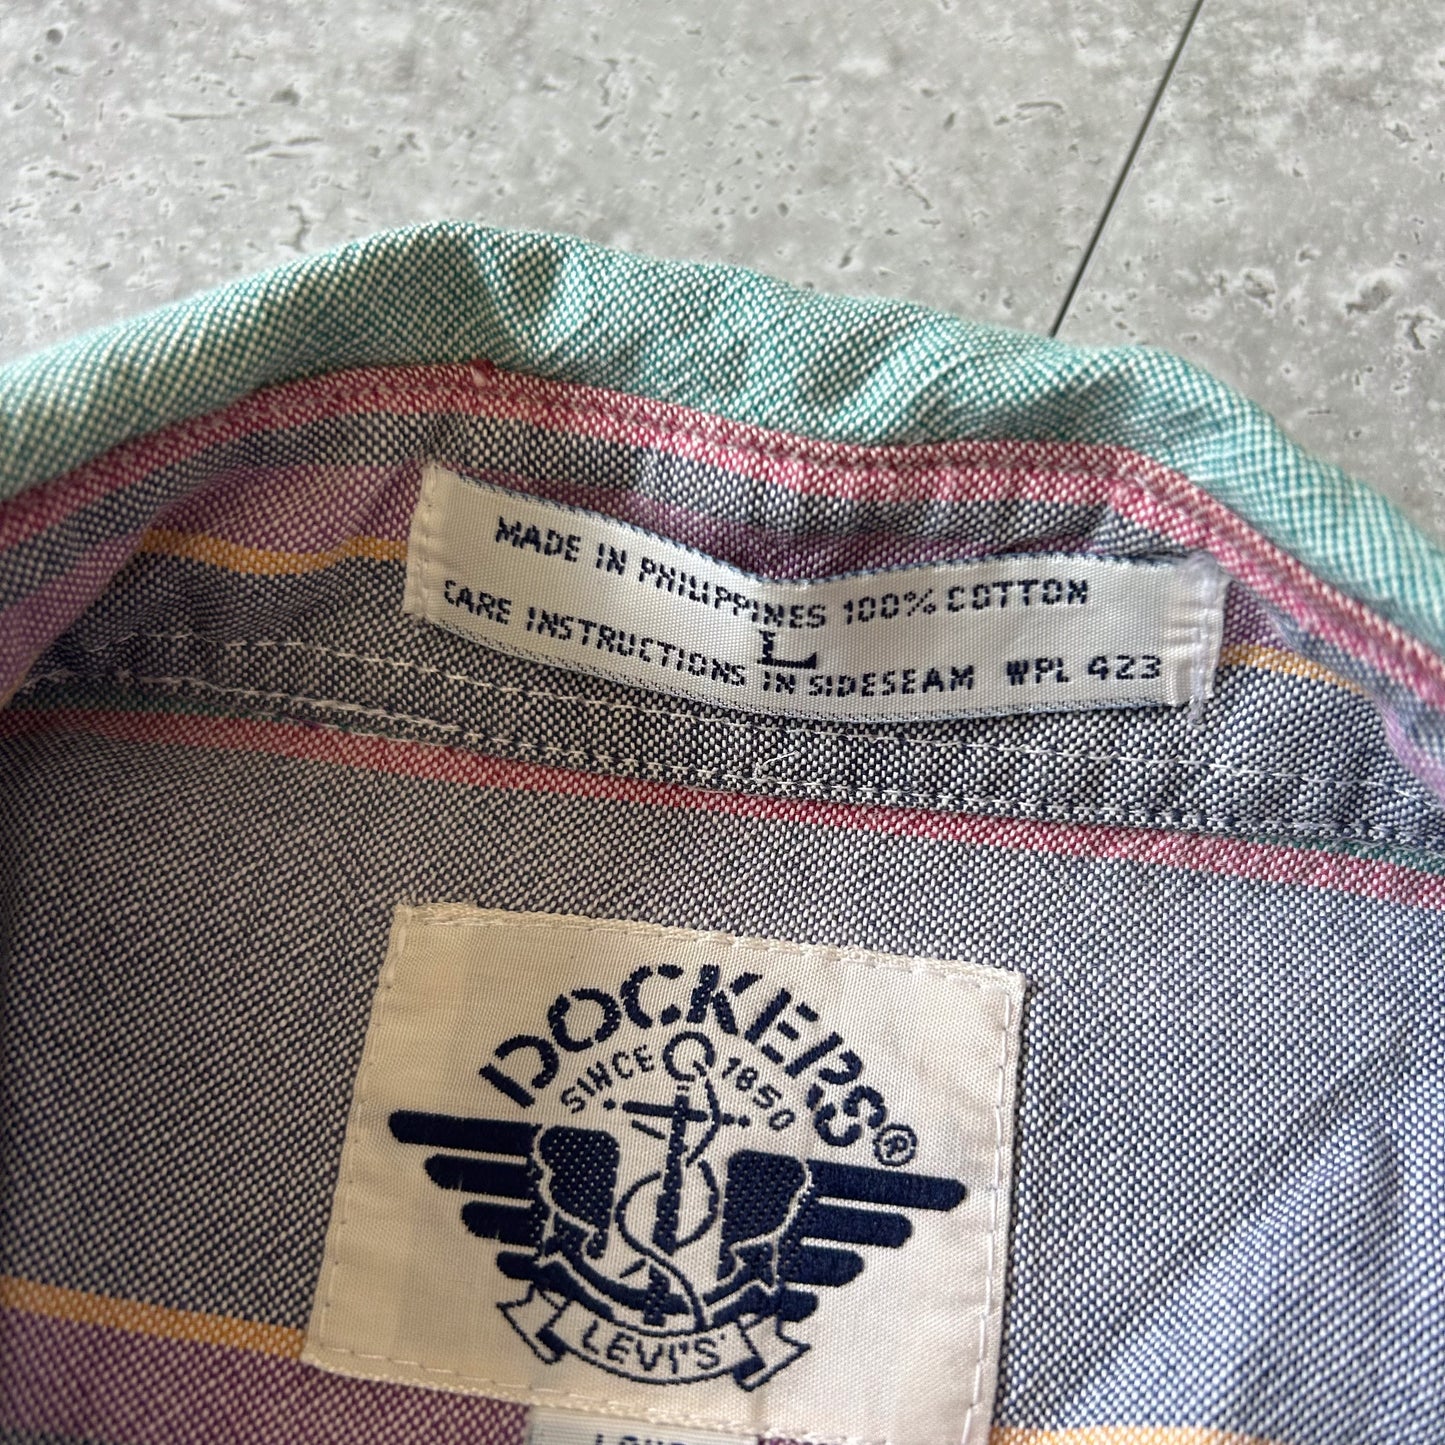 MADE IN PHILIPPINES 100% COTTON
L
CARE INSTRUCTIONS IN SIDESEAM WPL 423
DOCKERS®
SINCE 1850
LEVI'S